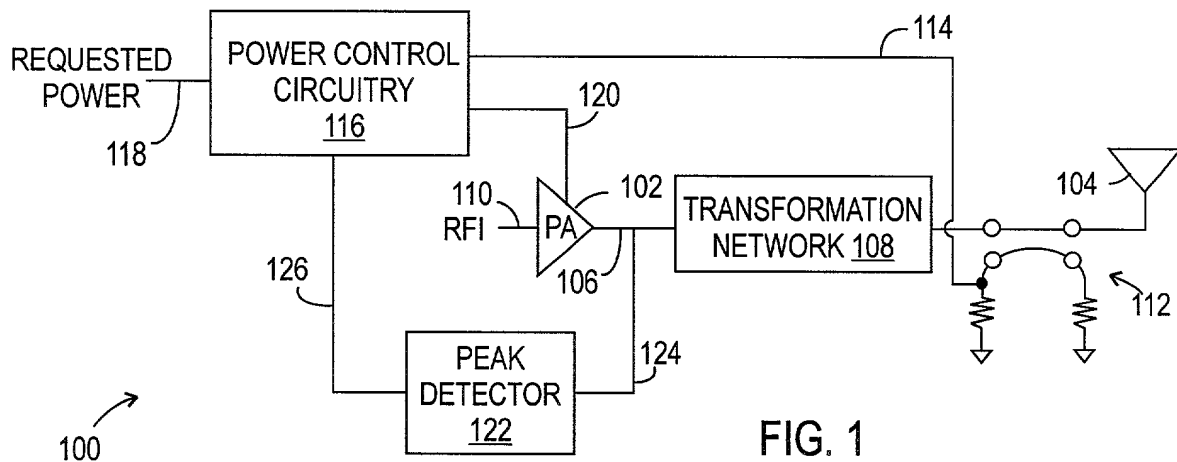 REQUESTED
POWER
118
POWER CONTROL
CIRCUITRY
116
114
120
110
RFI
PA
102
106
TRANSFORMATION
NETWORK 108
104
112
126
PEAK
DETECTOR
122
124
100
FIG. 1